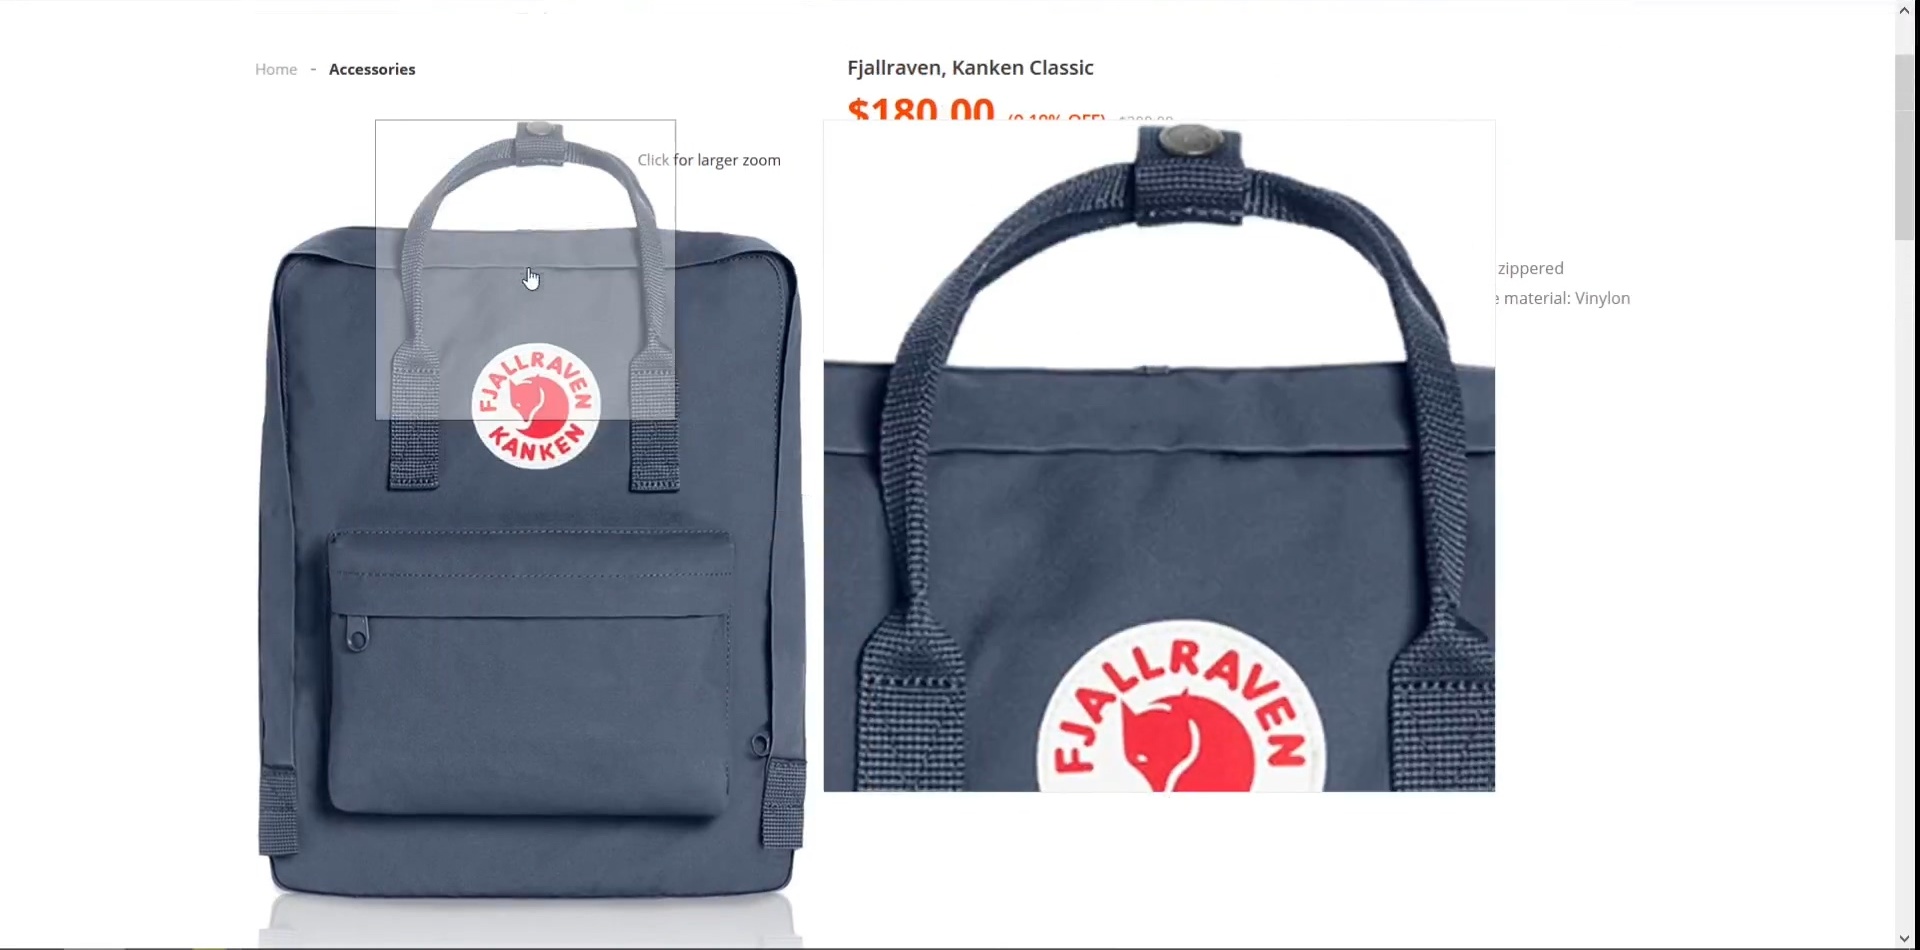 Home - Accessories
Fjallraven, Kanken Classic
$180.00
Click for larger zoom
zippered
material: Vinylon
FJALLRAVEN
KANKEN
FJALLRAVEN